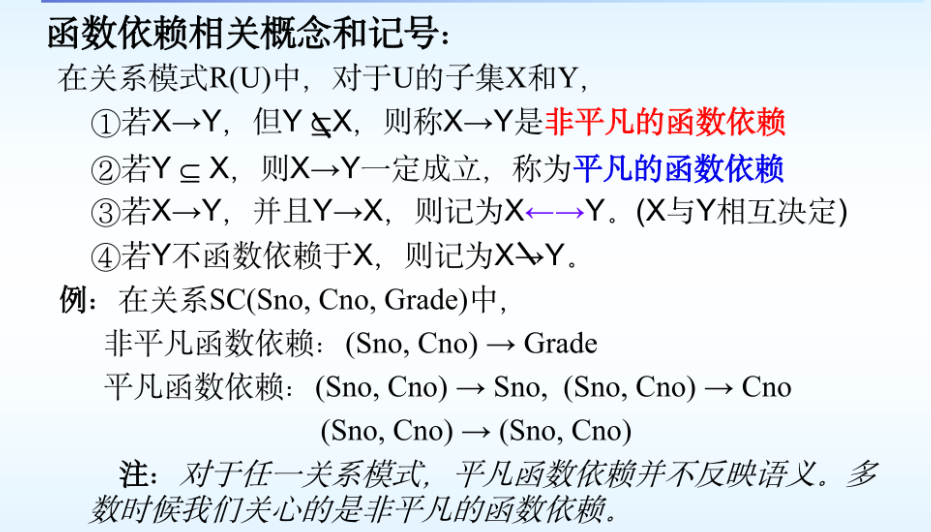 函数依赖相关概念和记号：
在关系模式R(U)中，对于U的子集X和Y，
①若X→Y，但Y ⊈ X，则称X→Y是非平凡的函数依赖
②若Y ⊆ X，则X→Y一定成立，称为平凡的函数依赖
③若X→Y，并且Y→X，则记为X←→Y。(X与Y相互决定)
④若Y不函数依赖于X，则记为X↛Y。
例：在关系SC(Sno, Cno, Grade)中，
非平凡函数依赖：(Sno, Cno) → Grade
平凡函数依赖：(Sno, Cno) → Sno, (Sno, Cno) → Cno
(Sno, Cno) → (Sno, Cno)
注：对于任一关系模式，平凡函数依赖并不反映语义。多
数时候我们关心的是非平凡的函数依赖。